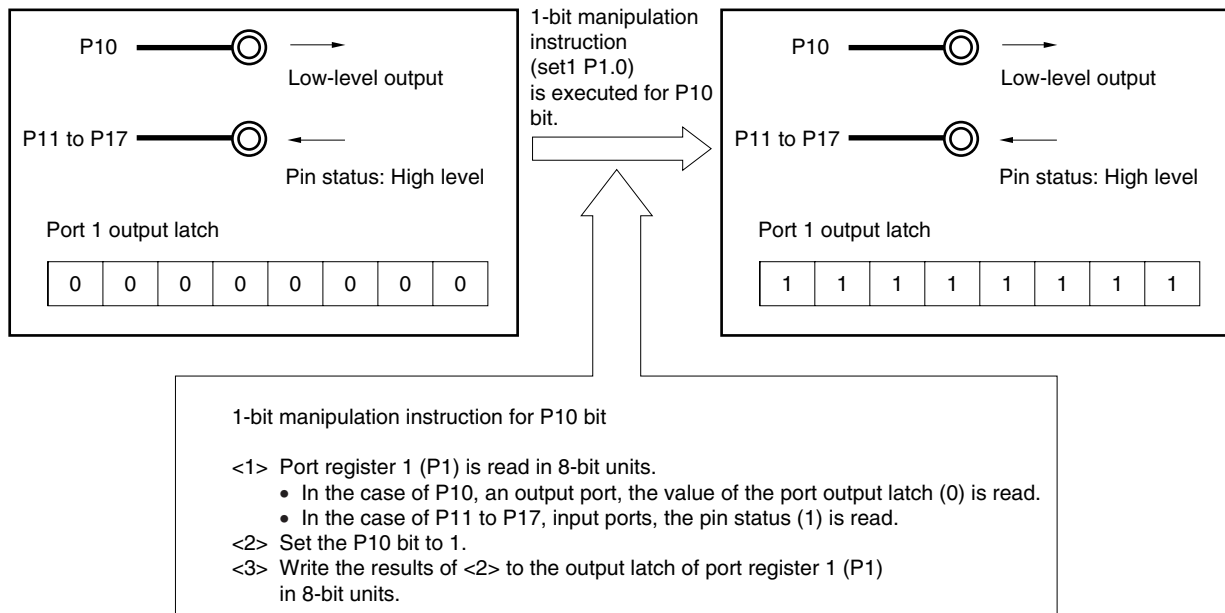 P10
Low-level output
P11 to P17
Pin status: High level
Port 1 output latch
0 0 0 0 0 0 0 0
1-bit manipulation
instruction
(set1 P1.0)
is executed for P10
bit.
P10
Low-level output
P11 to P17
Pin status: High level
Port 1 output latch
1 1 1 1 1 1 1 1
1-bit manipulation instruction for P10 bit
<1> Port register 1 (P1) is read in 8-bit units.
• In the case of P10, an output port, the value of the port output latch (0) is read.
• In the case of P11 to P17, input ports, the pin status (1) is read.
<2> Set the P10 bit to 1.
<3> Write the results of <2> to the output latch of port register 1 (P1)
in 8-bit units.